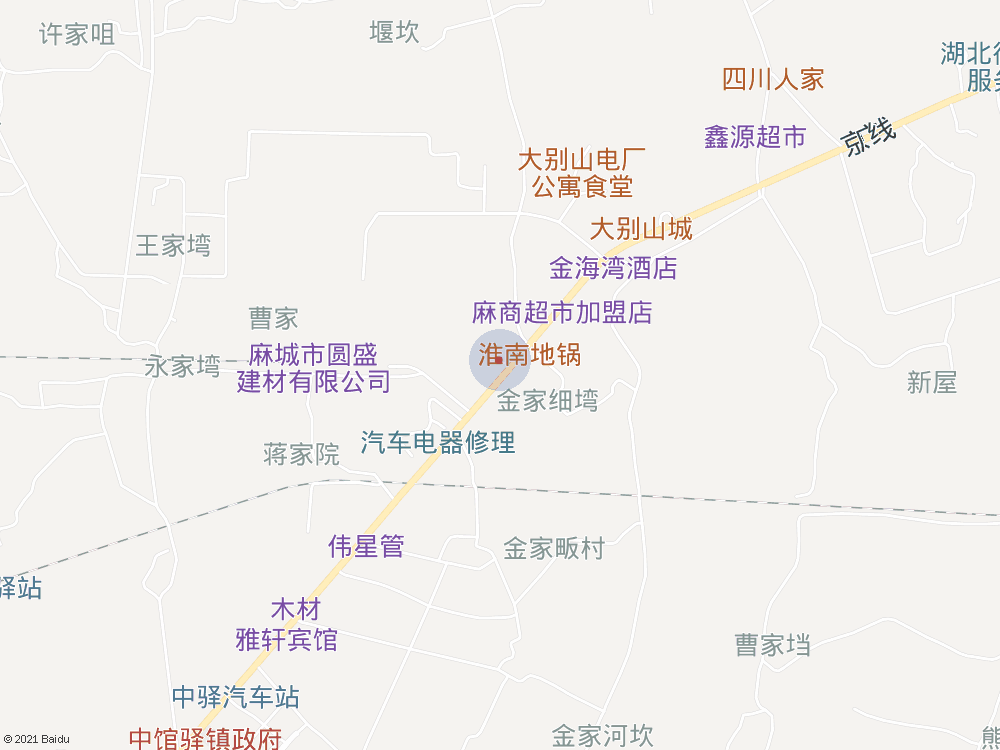 许家咀
堰坎
湖北
服务
四川人家
京线
鑫源超市
大别山电厂
公寓食堂
大别山城
王家塆
金海湾酒店
麻商超市加盟店
曹家
麻城市圆盛
建材有限公司
永家塆
淮南地锅
新屋
金家细塆
汽车电器修理
蒋家院
伟星管
金家畈村
驿站
木材
雅轩宾馆
曹家垱
中驿汽车站
中馆驿镇政府
金家河坎
熊
© 2021 Baidu